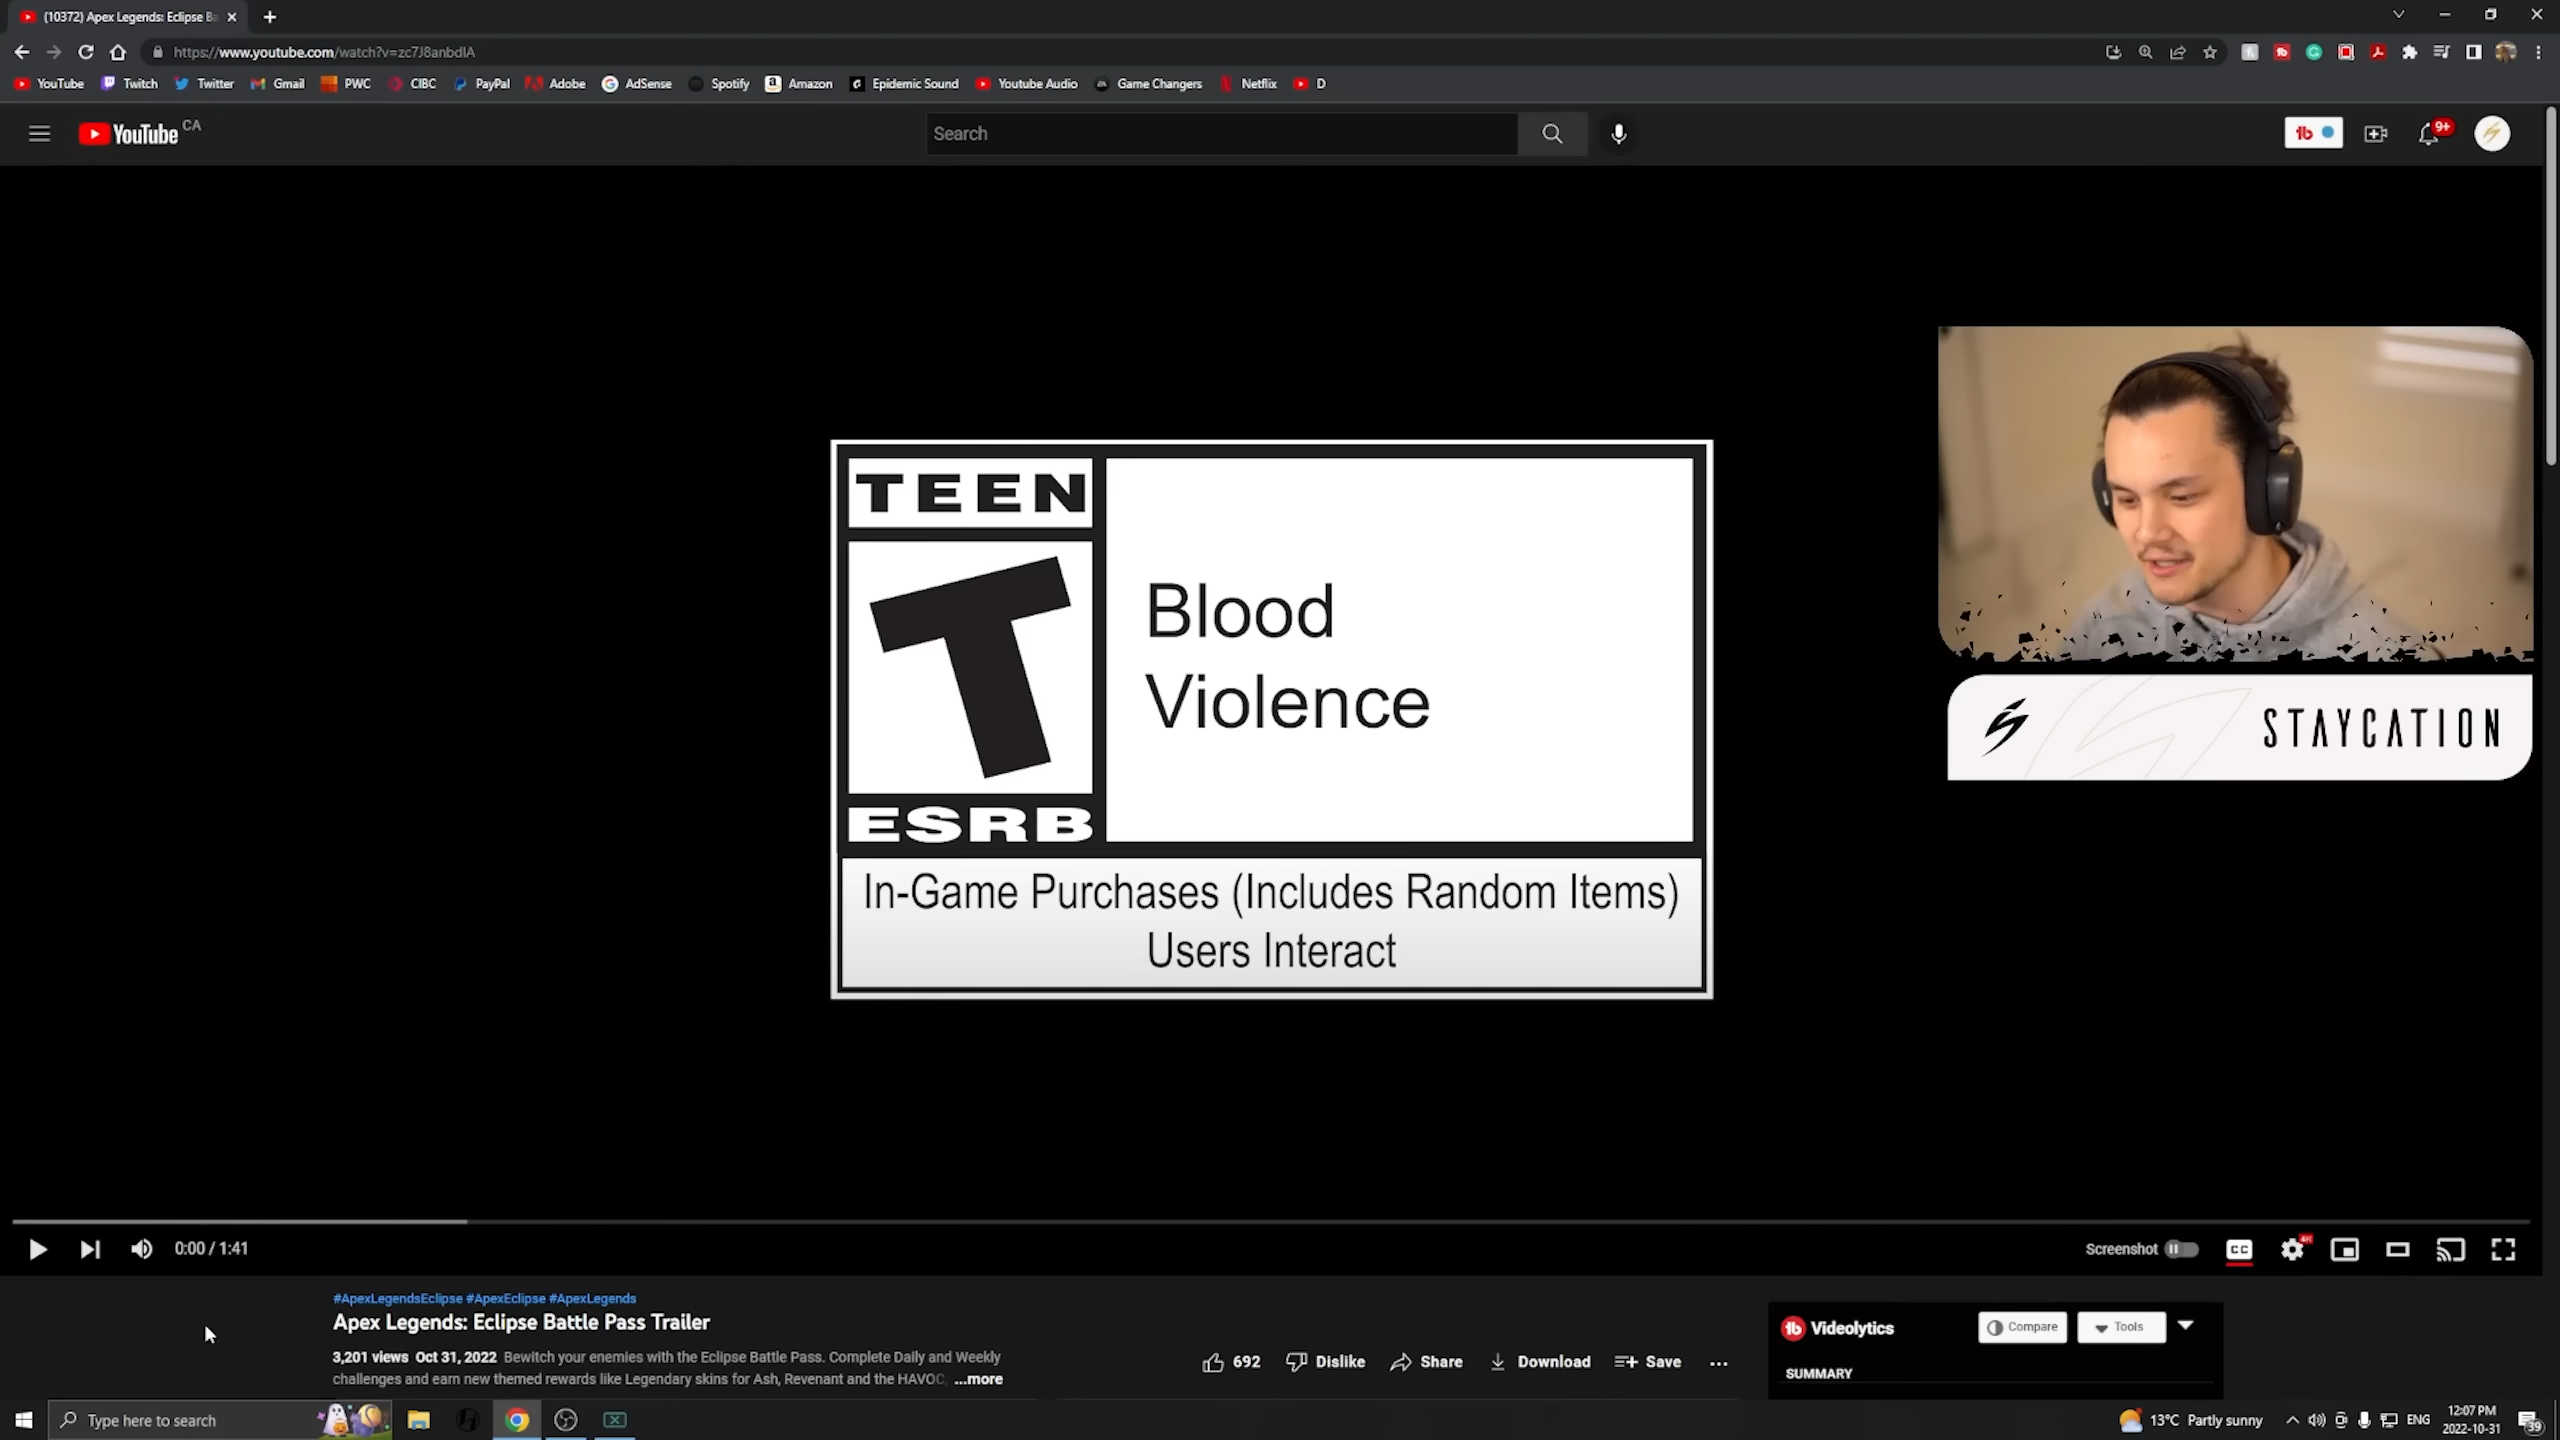 (10372) Apex Legends: Eclipse Ba
https://www.youtube.com/watch?v=zc7J8anbdIA
YouTube Twitch Twitter Gmail PWC CIBC PayPal Adobe AdSense Spotify Amazon Epidemic Sound Youtube Audio Game Changers Netflix D
YouTube CA
Search
9+
TEEN
T
ESRB
Blood
Violence
In-Game Purchases (Includes Random Items)
Users Interact
STAYCATION
0:00 / 1:41
Screenshot
CC
#ApexLegendsEclipse #ApexEclipse #ApexLegends
Apex Legends: Eclipse Battle Pass Trailer
3,201 views Oct 31, 2022 Bewitch your enemies with the Eclipse Battle Pass. Complete Daily and Weekly
challenges and earn new themed rewards like Legendary skins for Ash, Revenant and the HAVOC, ...more
692 Dislike Share Download Save
Videolytics
Compare
Tools
SUMMARY
Type here to search
13°C Partly sunny
ENG
12:07 PM
2022-10-31
39